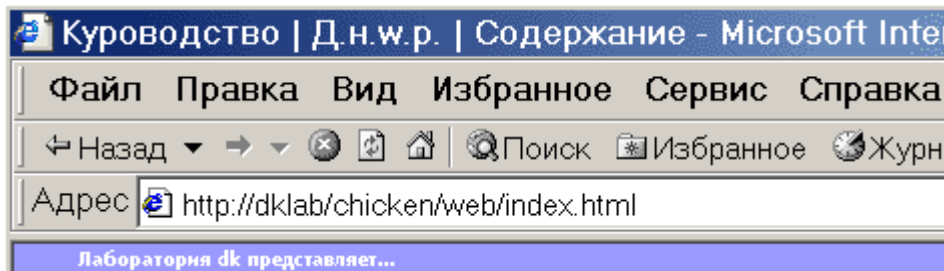 Куроводство | Д.н.w.р. | Содержание - Microsoft Inte
Файл Правка Вид Избранное Сервис Справка
Назад Поиск Избранное Журн
Адрес http://dklab/chicken/web/index.html
Лаборатория dk представляет...